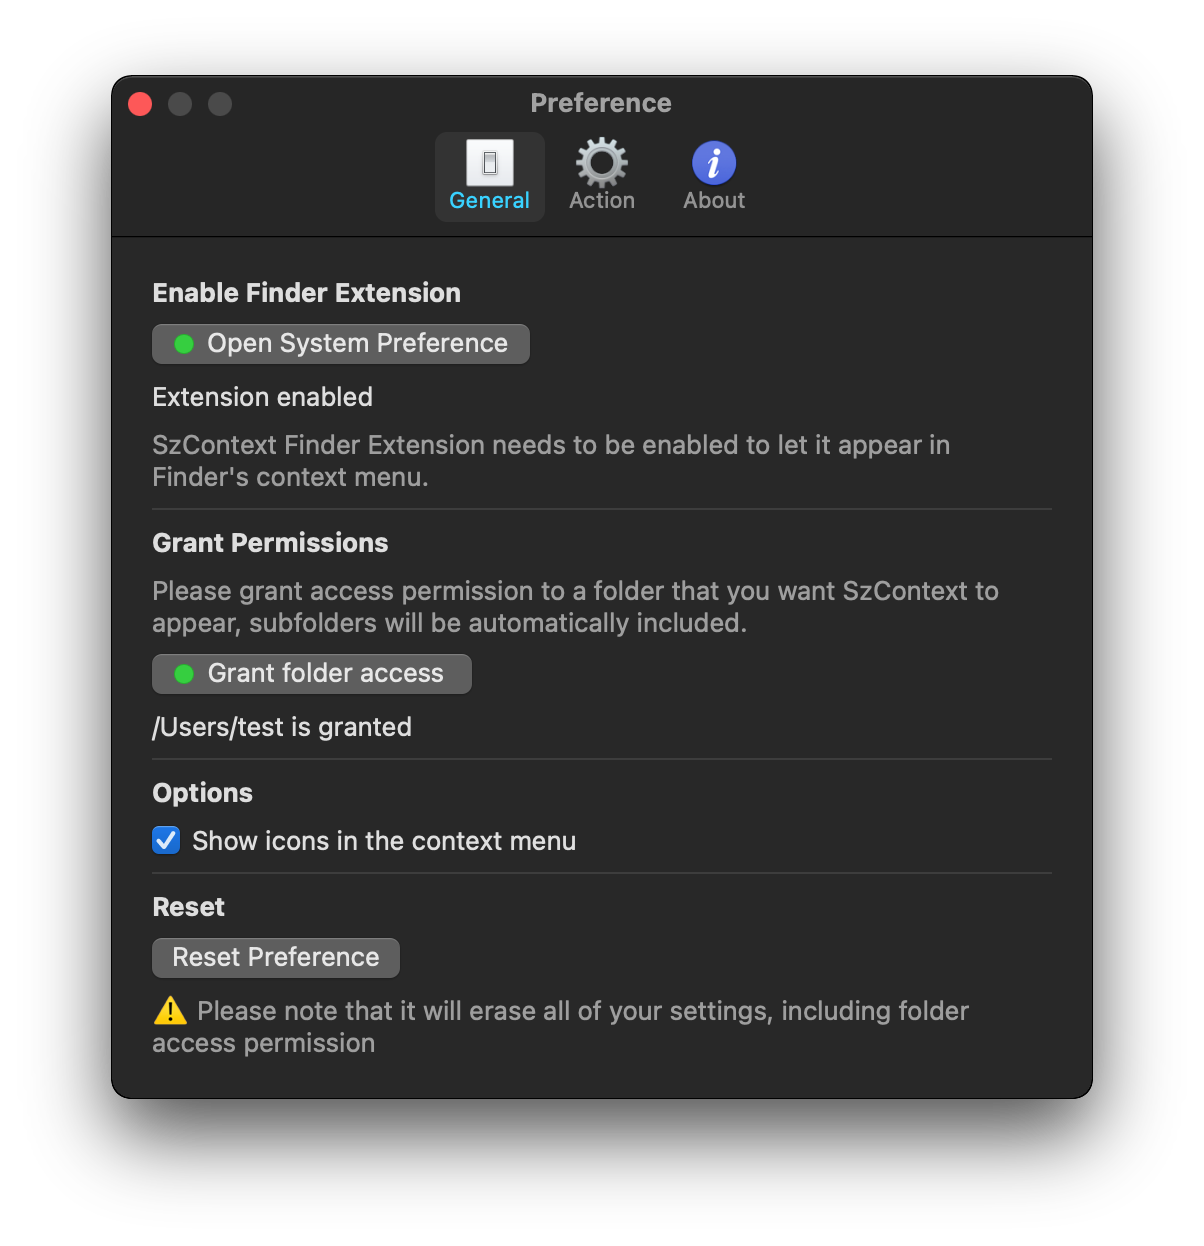 Preference
General Action About
Enable Finder Extension
Open System Preference
Extension enabled
SzContext Finder Extension needs to be enabled to let it appear in
Finder's context menu.
Grant Permissions
Please grant access permission to a folder that you want SzContext to
appear, subfolders will be automatically included.
Grant folder access
/Users/test is granted
Options
Show icons in the context menu
Reset
Reset Preference
Please note that it will erase all of your settings, including folder
access permission